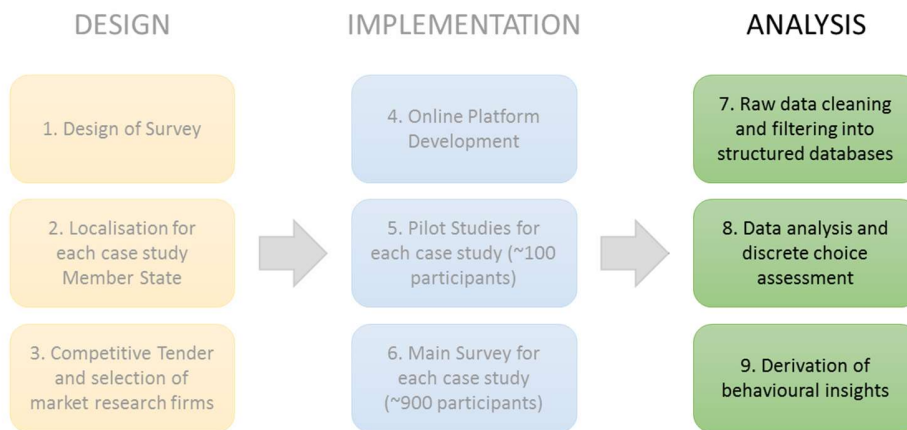 DESIGN
1. Design of Survey
2. Localisation for
each case study
Member State
3. Competitive Tender
and selection of
market research firms
IMPLEMENTATION
4. Online Platform
Development
5. Pilot Studies for
each case study (~100
participants)
6. Main Survey for
each case study
(~900 participants)
ANALYSIS
7. Raw data cleaning
and filtering into
structured databases
8. Data analysis and
discrete choice
assessment
9. Derivation of
behavioural insights